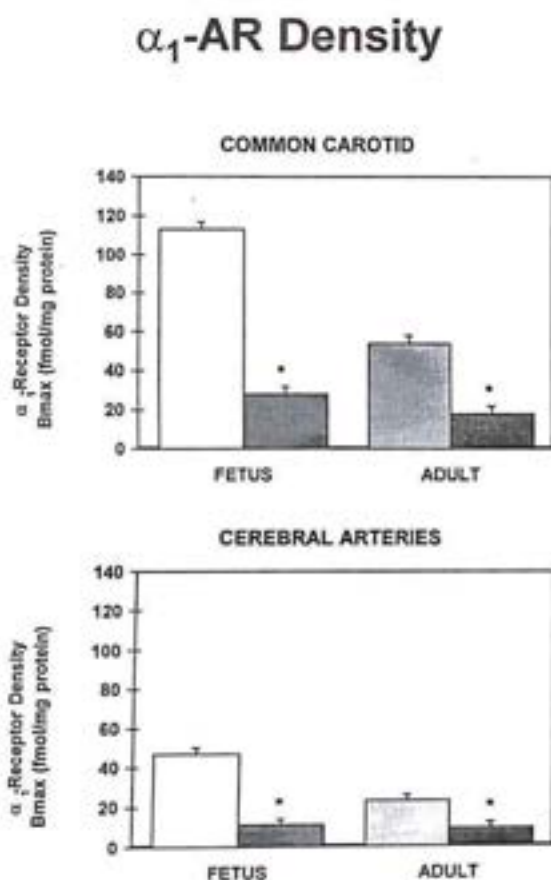 α1-AR Density
COMMON CAROTID
α1-Receptor Density
Bmax (fmol/mg protein)
140
120
100
80
60
40
20
0
*
*
FETUS
ADULT
CEREBRAL ARTERIES
α1-Receptor Density
Bmax (fmol/mg protein)
140
120
100
80
60
40
20
0
*
*
FETUS
ADULT